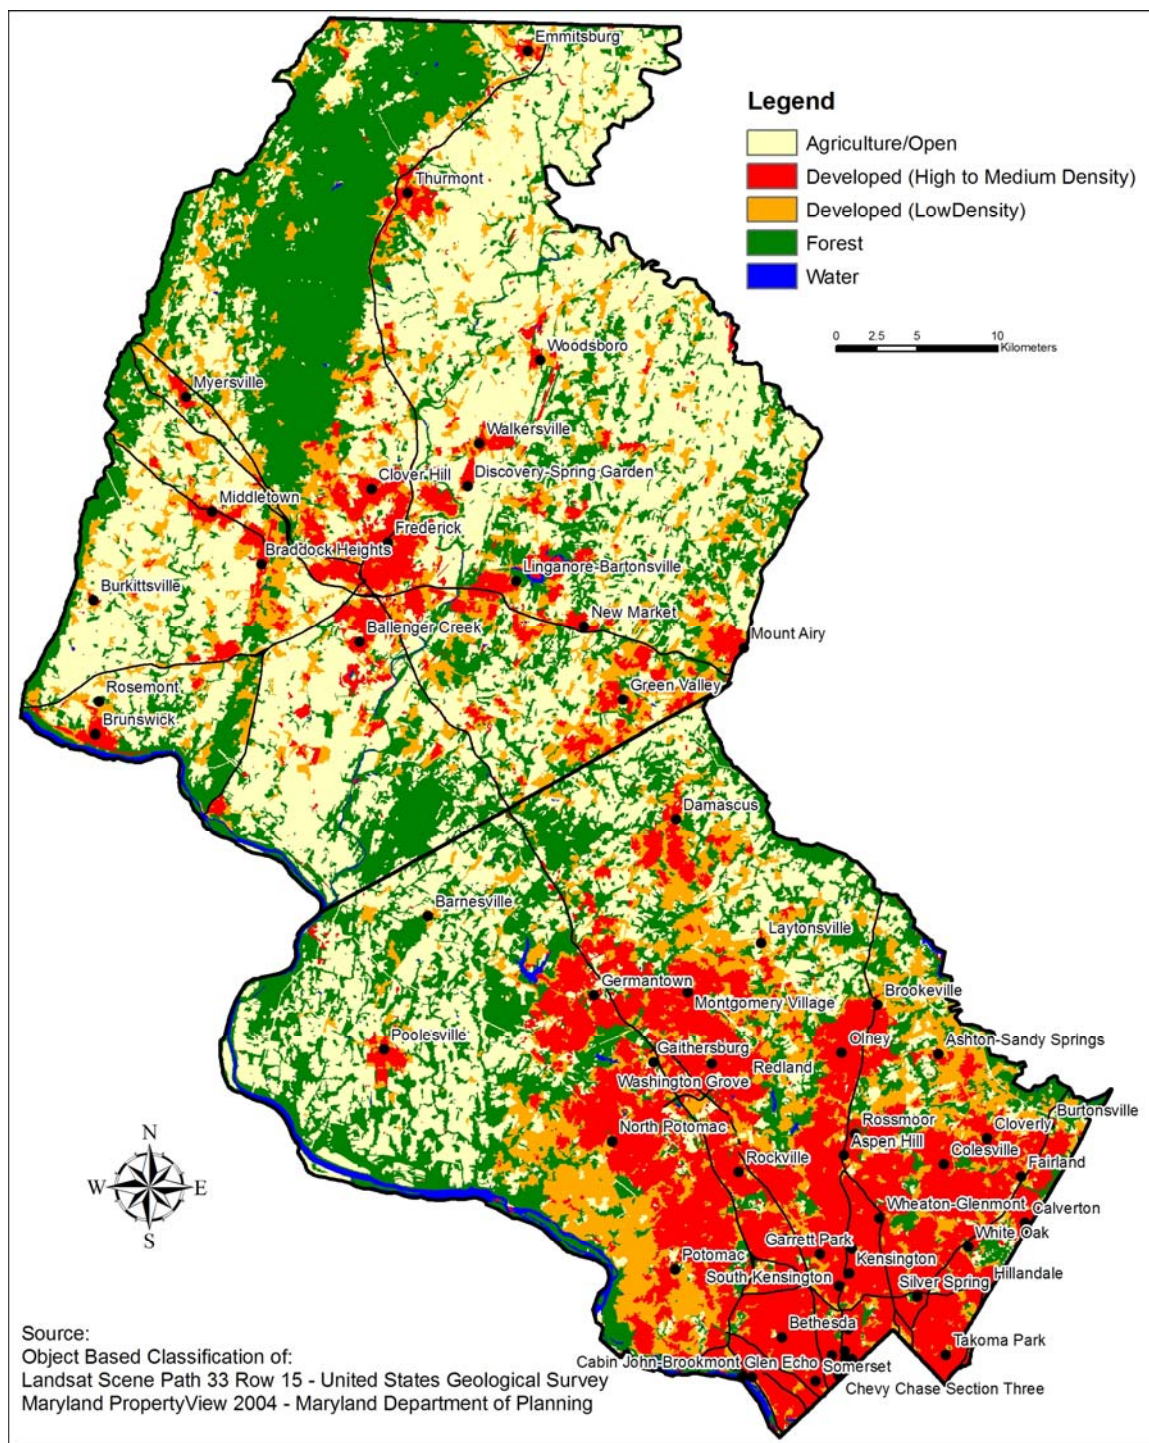 Emmitsburg
Legend
Agriculture/Open
Developed (High to Medium Density)
Developed (LowDensity)
Forest
Water
0 2.5 5 10
Kilometers
Thurmont
Woodsboro
Myersville
Walkersville
Clover Hill
Discovery-Spring Garden
Middletown
Frederick
Braddock Heights
Linganore-Bartonsville
Burkittsville
New Market
Ballenger Creek
Mount Airy
Rosemont
Green Valley
Brunswick
Damascus
Barnesville
Laytonsville
Germantown
Montgomery Village
Brookeville
Poolesville
Olney
Ashton-Sandy Springs
Gaithersburg
Redland
Washington Grove
Burtonsville
Rossmoor
Cloverly
North Potomac
Aspen Hill
Colesville
Rockville
Fairland
N
W E
S
Wheaton-Glenmont
Calverton
White Oak
Garrett Park
Potomac
Kensington
South Kensington
Hillandale
Silver Spring
Bethesda
Takoma Park
Cabin John-Brookmont
Glen Echo
Somerset
Chevy Chase Section Three
Source:
Object Based Classification of:
Landsat Scene Path 33 Row 15 - United States Geological Survey
Maryland PropertyView 2004 - Maryland Department of Planning